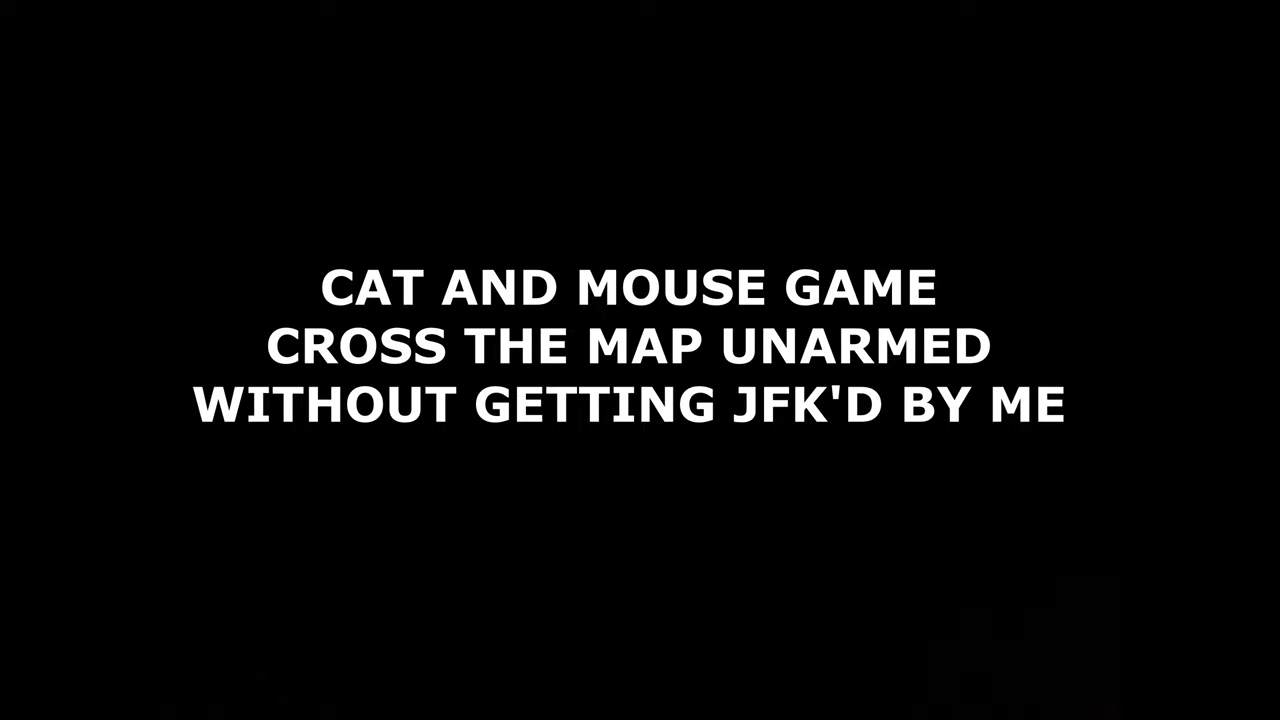 CAT AND MOUSE GAME
CROSS THE MAP UNARMED
WITHOUT GETTING JFK'D BY ME